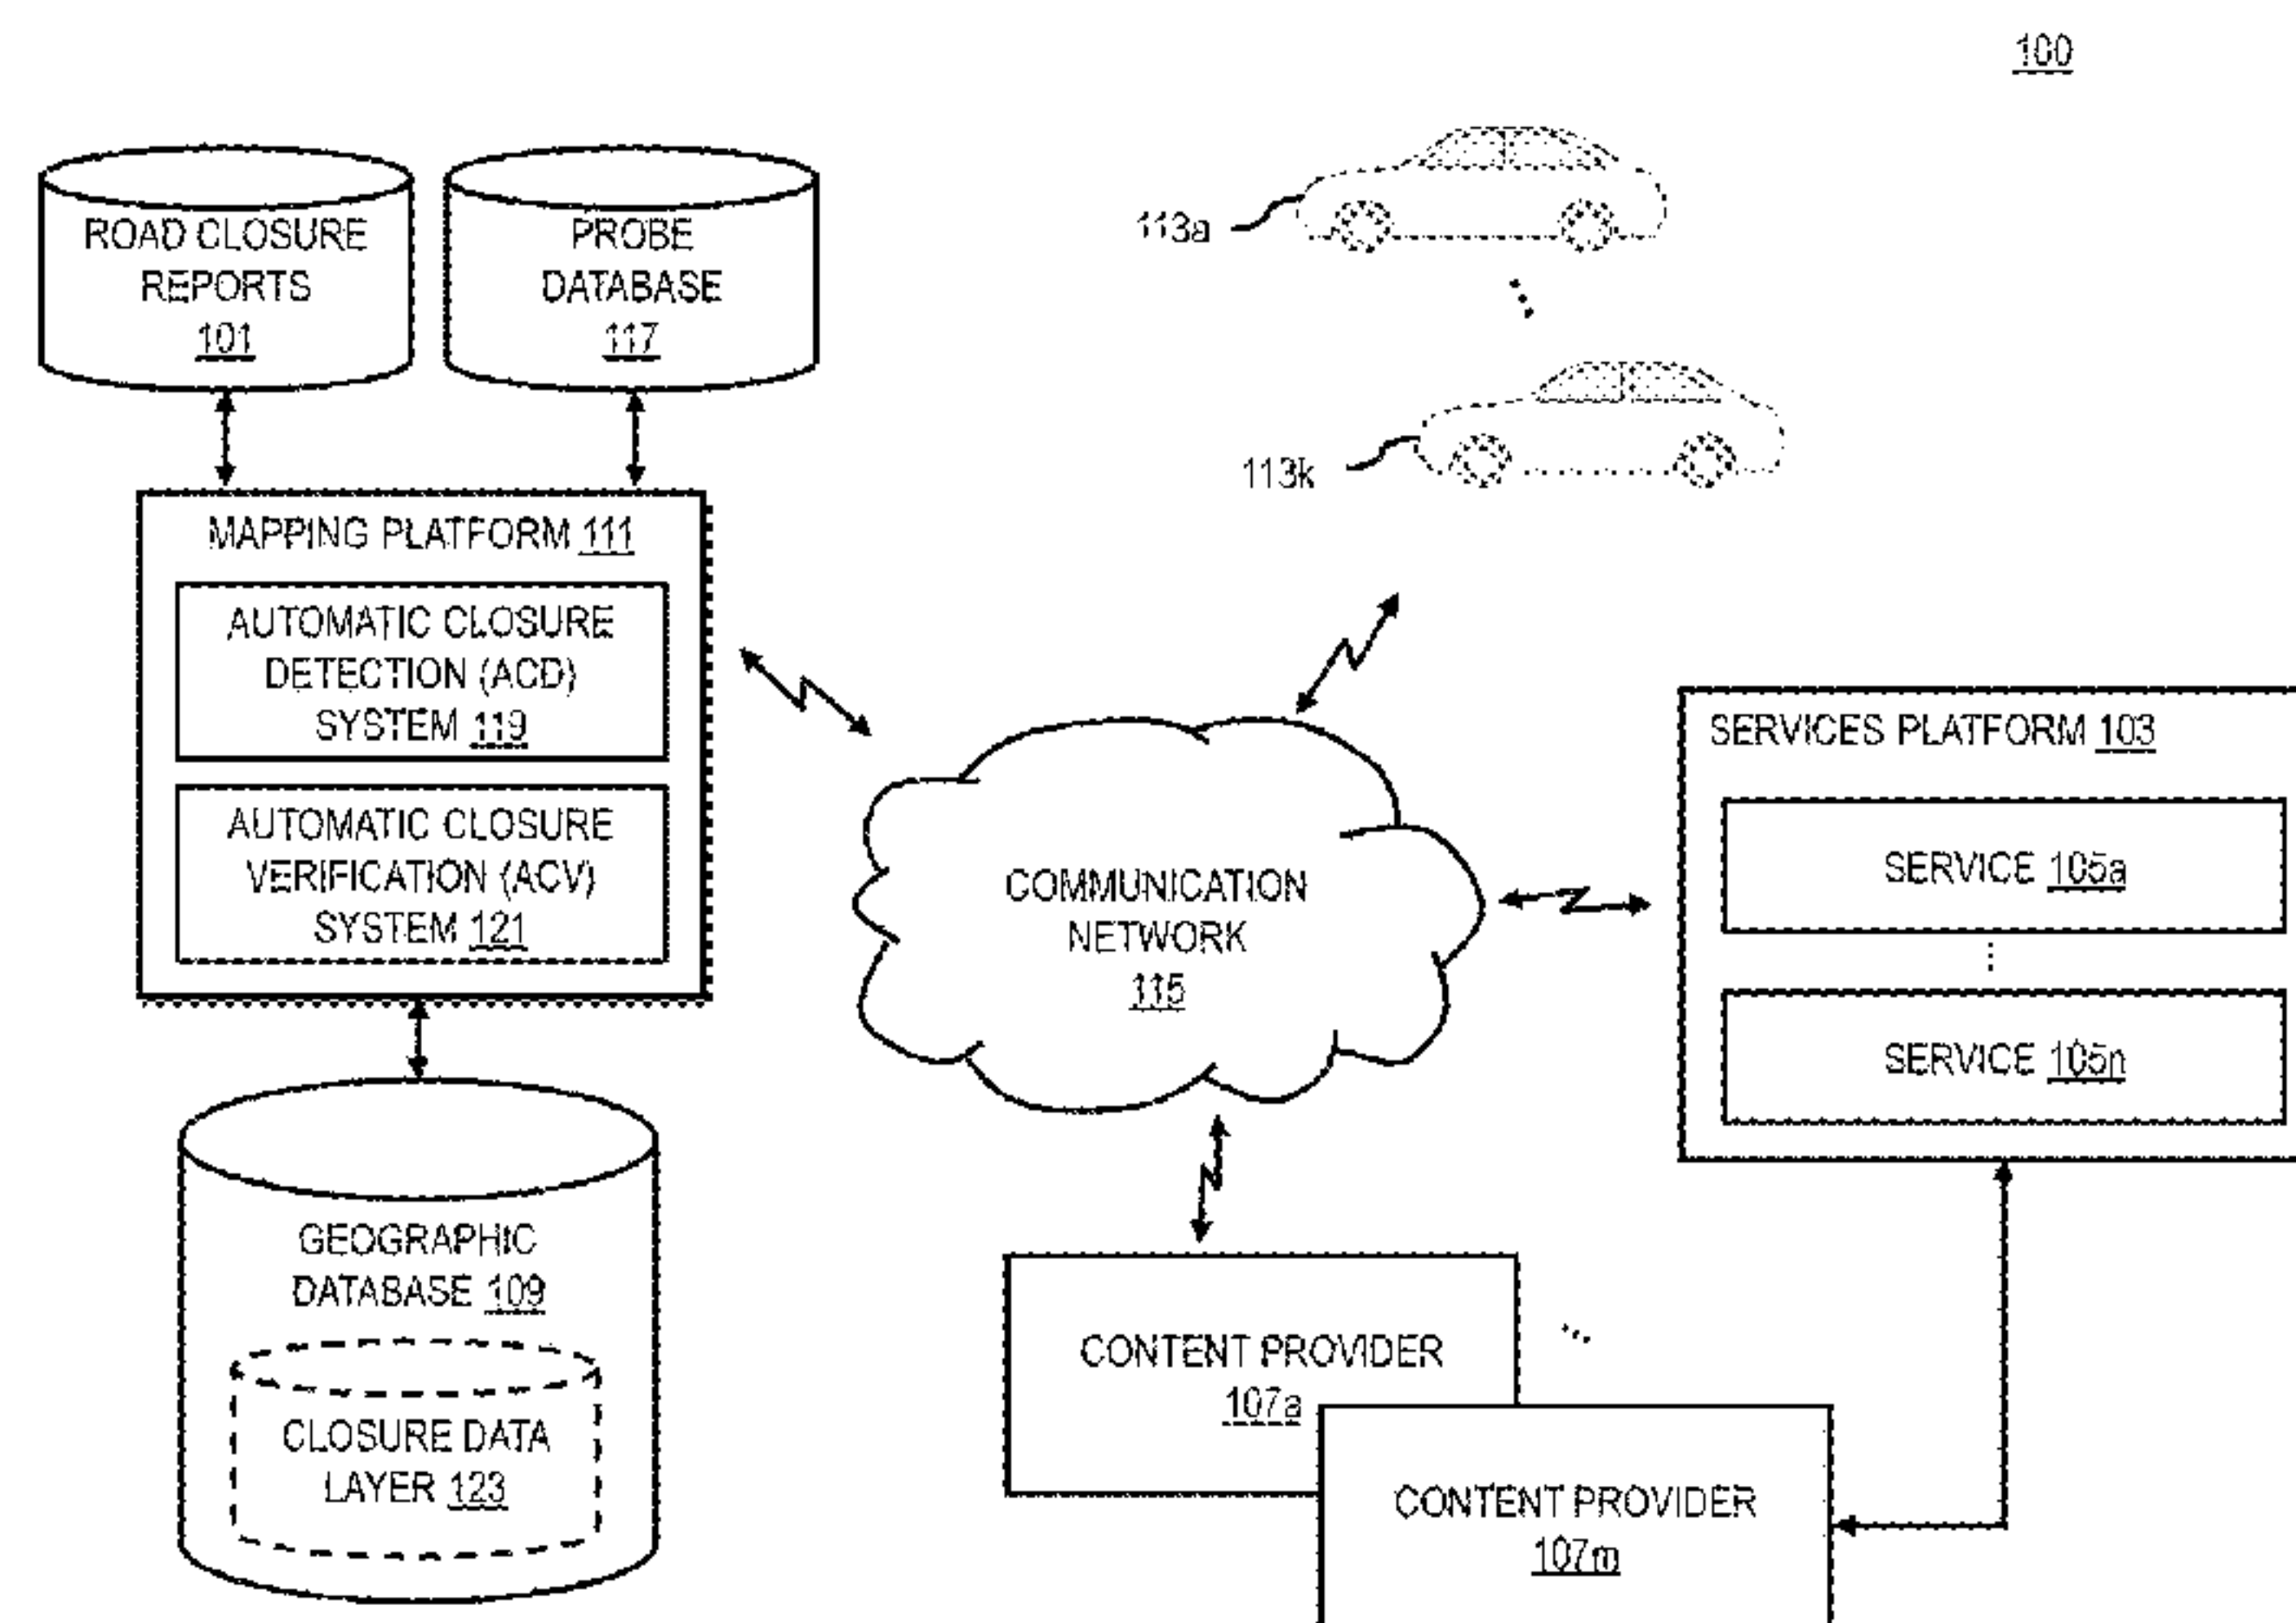 100
ROAD CLOSURE
REPORTS
101
PROBE
DATABASE
117
113a
113k
MAPPING PLATFORM 111
AUTOMATIC CLOSURE
DETECTION (ACD)
SYSTEM 119
AUTOMATIC CLOSURE
VERIFICATION (ACV)
SYSTEM 121
COMMUNICATION
NETWORK
115
SERVICES PLATFORM 103
SERVICE 105a
SERVICE 105n
GEOGRAPHIC
DATABASE 109
CLOSURE DATA
LAYER 123
CONTENT PROVIDER
107a
CONTENT PROVIDER
107m